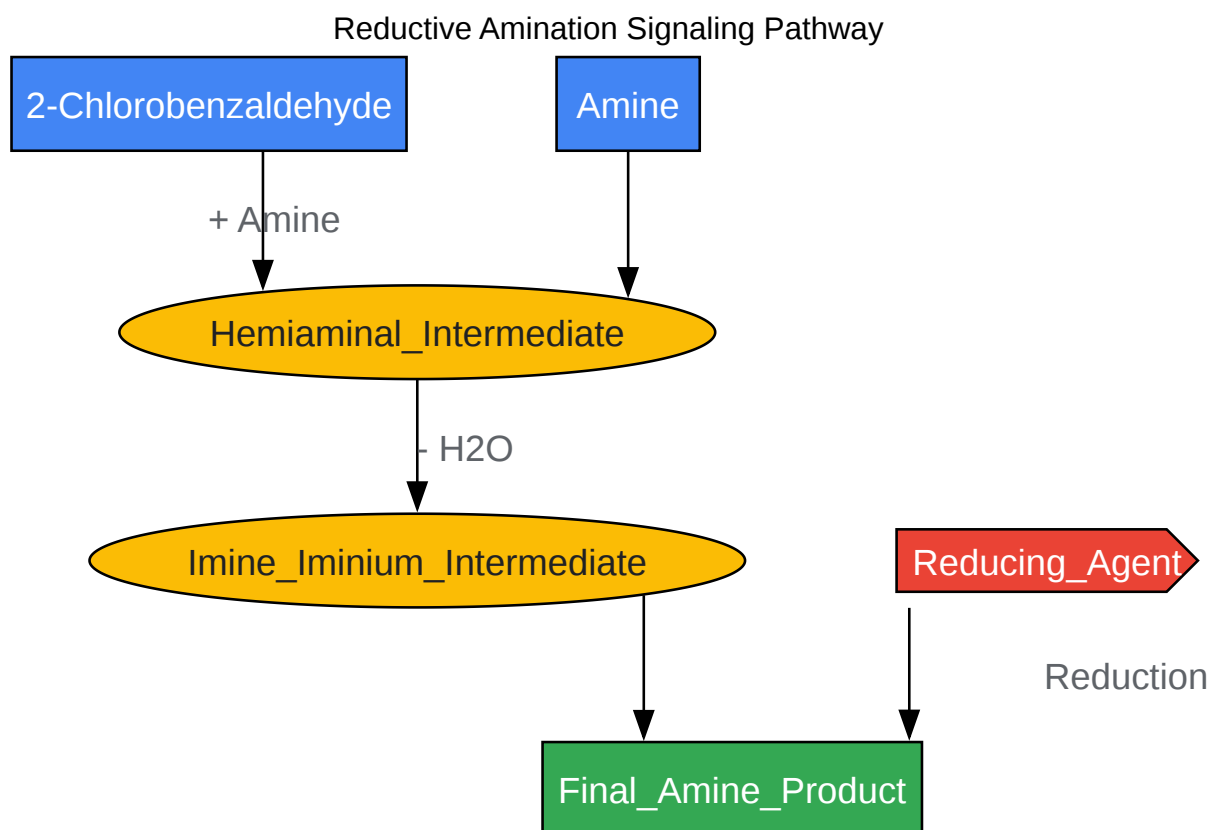 Reductive Amination Signaling Pathway
2-Chlorobenzaldehyde
Amine
+ Amine
Hemiaminal_Intermediate
- H2O
Imine_Iminium_Intermediate
Reducing_Agent
Reduction
Final_Amine_Product